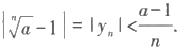 |ⁿ√a − 1| = |yₙ| < (a − 1)/n.